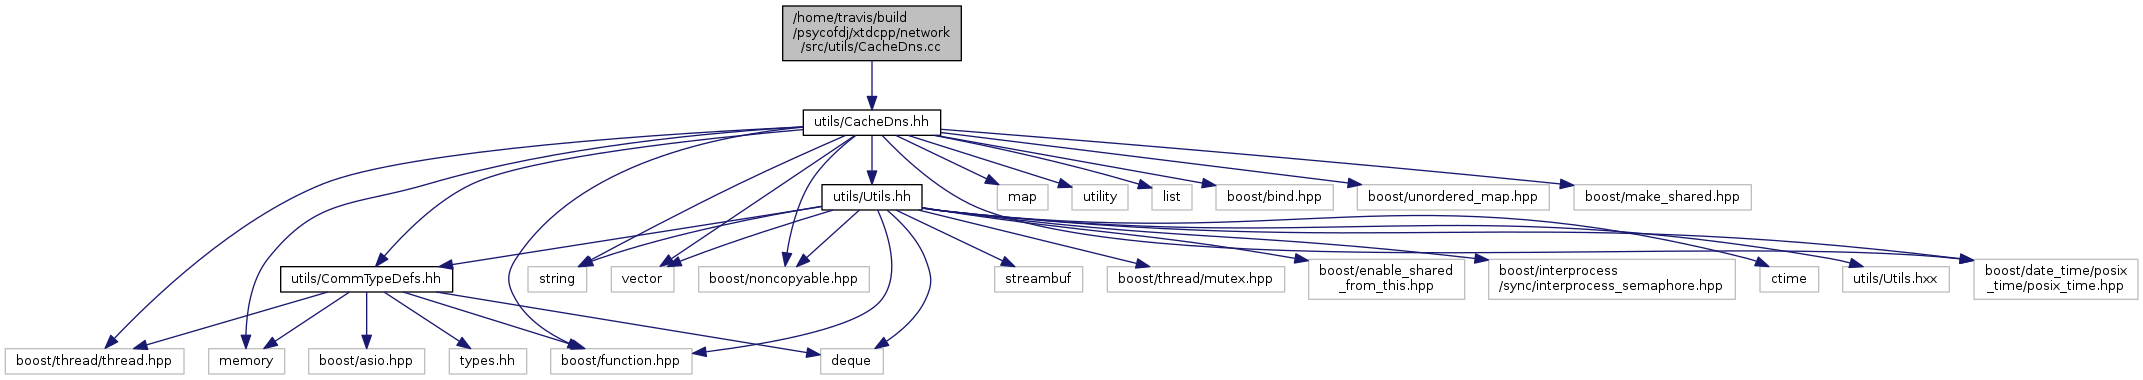 /home/travis/build
/psycofdj/xtdcpp/network
/src/utils/CacheDns.cc
utils/CacheDns.hh
utils/Utils.hh
map
utility
list
boost/bind.hpp
boost/unordered_map.hpp
boost/make_shared.hpp
utils/CommTypeDefs.hh
string
vector
boost/noncopyable.hpp
streambuf
boost/thread/mutex.hpp
boost/enable_shared
_from_this.hpp
boost/interprocess
/sync/interprocess_semaphore.hpp
ctime
utils/Utils.hxx
boost/date_time/posix
_time/posix_time.hpp
boost/thread/thread.hpp
memory
boost/asio.hpp
types.hh
boost/function.hpp
deque